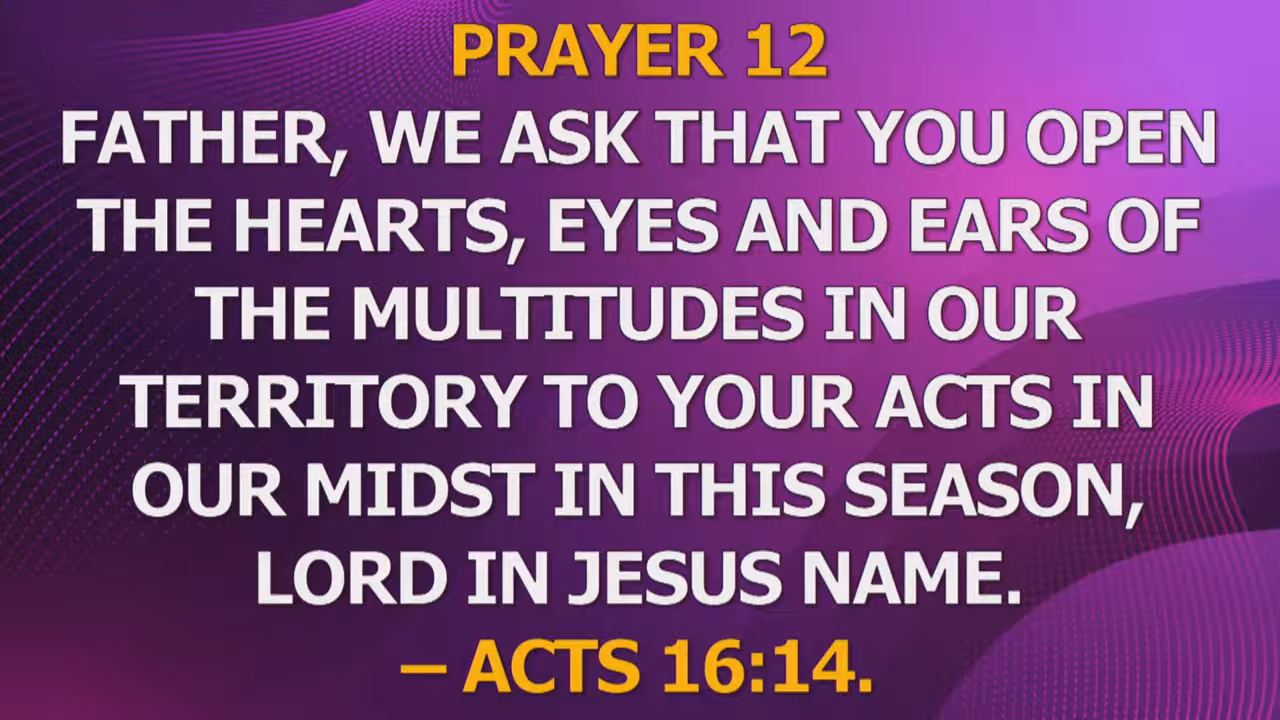 PRAYER 12
FATHER, WE ASK THAT YOU OPEN
THE HEARTS, EYES AND EARS OF
THE MULTITUDES IN OUR
TERRITORY TO YOUR ACTS IN
OUR MIDST IN THIS SEASON,
LORD IN JESUS NAME.
– ACTS 16:14.